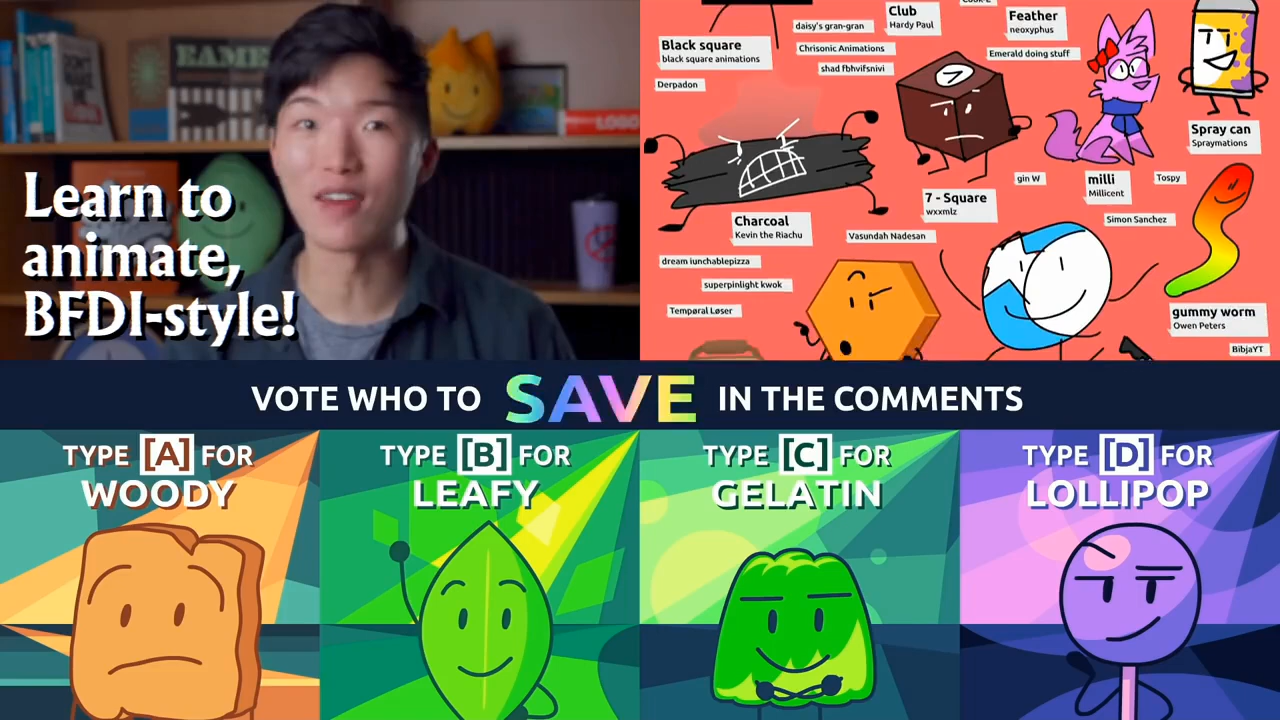 EAMES
LOGO
Learn to
animate,
BFDI-style!
Club
Hardy Paul
Feather
neoxyphus
daisy's gran-gran
Black square
black square animations
Chrisonic Animations
Emerald doing stuff
shad fbhvifsnivi
Derpadon
Spray can
Spraymations
gin W
milli
Millicent
Tospy
7 - Square
wxxmlz
Charcoal
Kevin the Riachu
Simon Sanchez
Vasundah Nadesan
dream iunchablepizza
superpinlight kwok
Temporal Løser
gummy worm
Owen Peters
BibjaYT
VOTE WHO TO SAVE IN THE COMMENTS
TYPE [A] FOR
WOODY
TYPE [B] FOR
LEAFY
TYPE [C] FOR
GELATIN
TYPE [D] FOR
LOLLIPOP